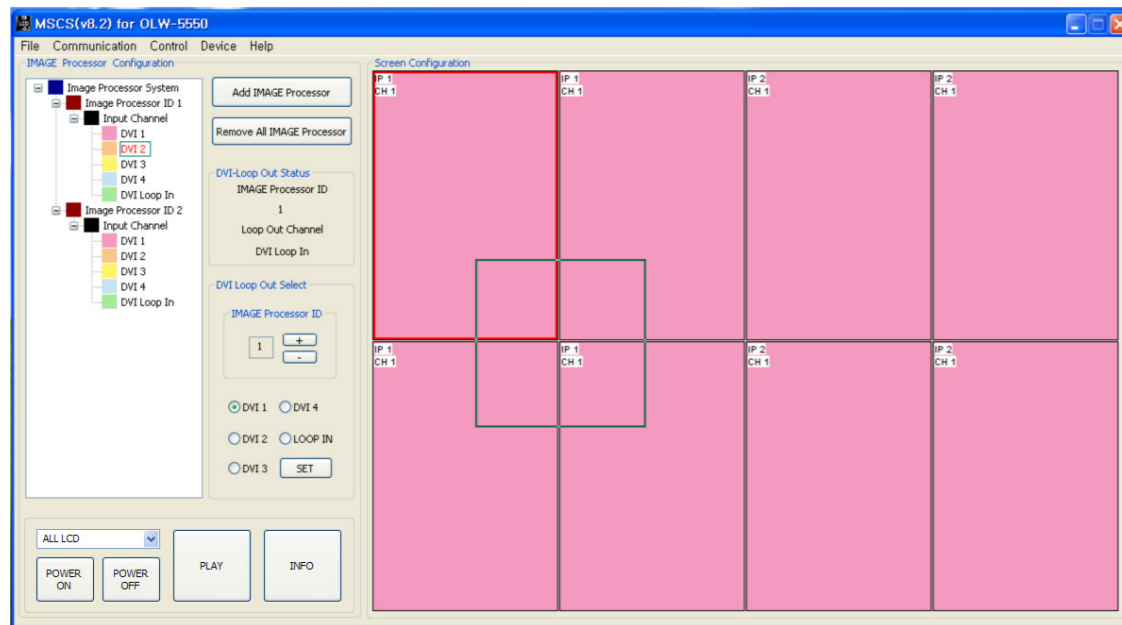 MSCS(v8.2) for OLW-5550
File Communication Control Device Help
IMAGE Processor Configuration
Image Processor System
Image Processor ID 1
Input Channel
DVI 1
DVI 2
DVI 3
DVI 4
DVI Loop In
Image Processor ID 2
Input Channel
DVI 1
DVI 2
DVI 3
DVI 4
DVI Loop In
Add IMAGE Processor
Remove All IMAGE Processor
DVI-Loop Out Status
IMAGE Processor ID
1
Loop Out Channel
DVI Loop In
DVI Loop Out Select
IMAGE Processor ID
1
+
-
DVI 1 DVI 4
DVI 2 LOOP IN
DVI 3 SET
ALL LCD
POWER ON
POWER OFF
PLAY
INFO
Screen Configuration
IP 1
CH 1
IP 1
CH 1
IP 2
CH 1
IP 2
CH 1
IP 1
CH 1
IP 1
CH 1
IP 2
CH 1
IP 2
CH 1